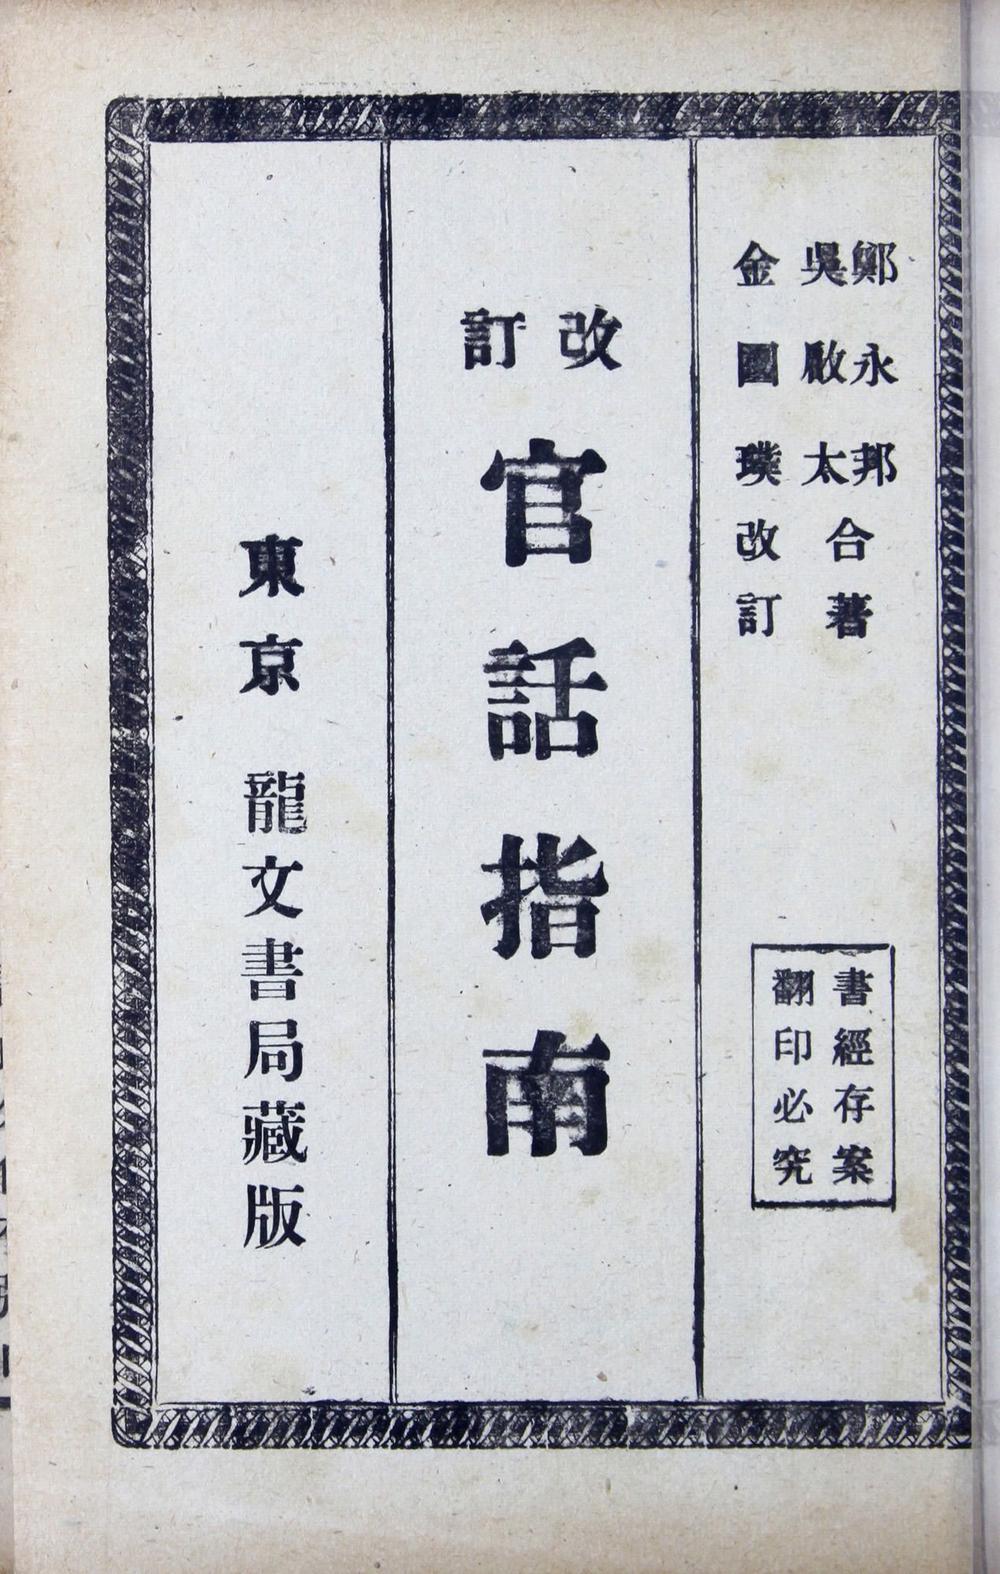 鄭永邦
吳啟太
合著
金國璞改訂
書經存案
翻印必究
改訂
官話指南
東京 龍文書局藏版